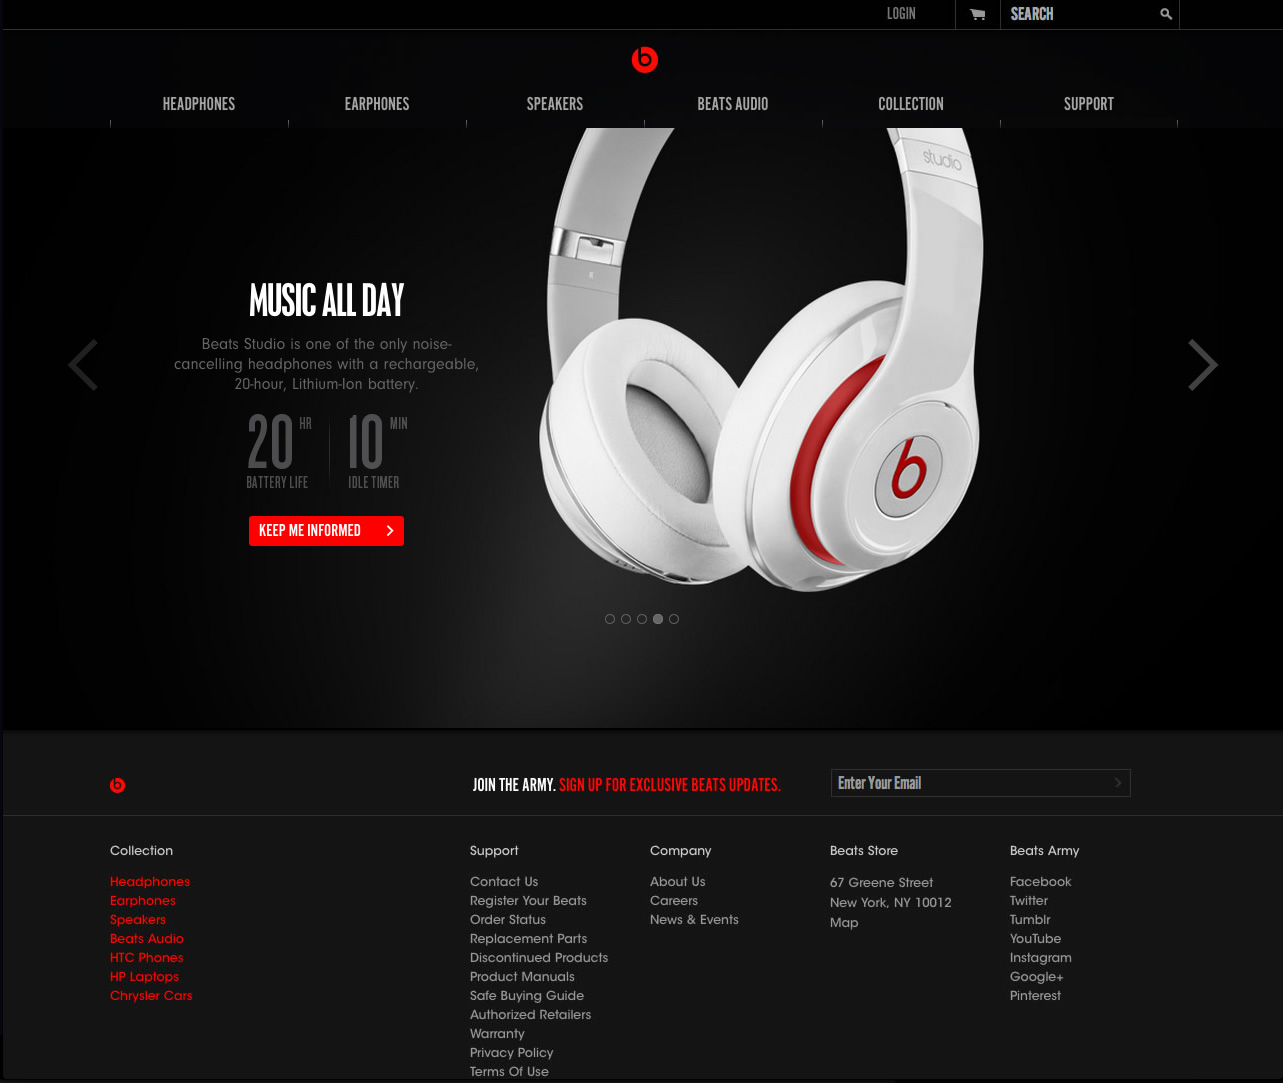 LOGIN
SEARCH
HEADPHONES
EARPHONES
SPEAKERS
BEATS AUDIO
COLLECTION
SUPPORT
studio
MUSIC ALL DAY
Beats Studio is one of the only noise-
cancelling headphones with a rechargeable,
20-hour, Lithium-Ion battery.
20 HR
BATTERY LIFE
10 MIN
IDLE TIMER
KEEP ME INFORMED
JOIN THE ARMY. SIGN UP FOR EXCLUSIVE BEATS UPDATES.
Enter Your Email
Collection
Headphones
Earphones
Speakers
Beats Audio
HTC Phones
HP Laptops
Chrysler Cars
Support
Contact Us
Register Your Beats
Order Status
Replacement Parts
Discontinued Products
Product Manuals
Safe Buying Guide
Authorized Retailers
Warranty
Privacy Policy
Terms Of Use
Company
About Us
Careers
News & Events
Beats Store
67 Greene Street
New York, NY 10012
Map
Beats Army
Facebook
Twitter
Tumblr
YouTube
Instagram
Google+
Pinterest